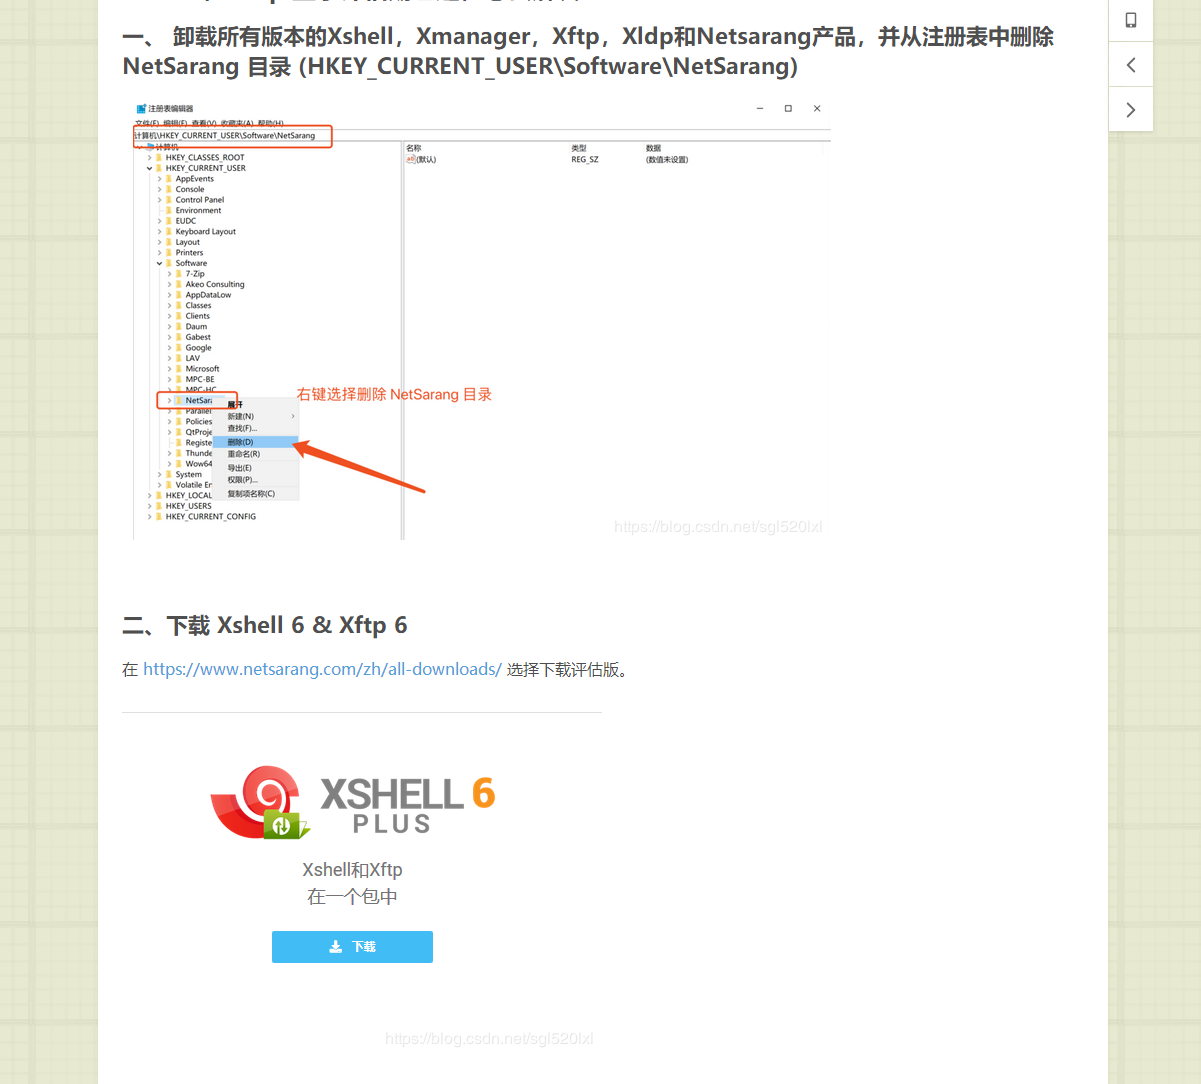 一、 卸载所有版本的Xshell，Xmanager，Xftp，Xldp和Netsarang产品，并从注册表中删除
NetSarang 目录 (HKEY_CURRENT_USER\Software\NetSarang)
注册表编辑器
文件(F) 编辑(E) 查看(V) 收藏夹(A) 帮助(H)
计算机\HKEY_CURRENT_USER\Software\NetSarang
计算机
HKEY_CLASSES_ROOT
HKEY_CURRENT_USER
AppEvents
Console
Control Panel
Environment
EUDC
Keyboard Layout
Layout
Printers
Software
7-Zip
Akeo Consulting
AppDataLow
Classes
Clients
Daum
Gabest
Google
LAV
Microsoft
MPC-BE
MPC-HC
NetSara
Parallel
Policies
QtProje
Registe
Thunde
Wow64
System
Volatile En
HKEY_LOCAL
HKEY_USERS
HKEY_CURRENT_CONFIG
名称 类型 数据
ab (默认) REG_SZ (数值未设置)
展开
新建(N)
查找(F)...
删除(D)
重命名(R)
导出(E)
权限(P)...
复制项名称(C)
右键选择删除 NetSarang 目录
https://blog.csdn.net/sgl520lxl
二、下载 Xshell 6 & Xftp 6
在 https://www.netsarang.com/zh/all-downloads/ 选择下载评估版。
XSHELL 6
PLUS
Xshell和Xftp
在一个包中
下载
https://blog.csdn.net/sgl520lxl